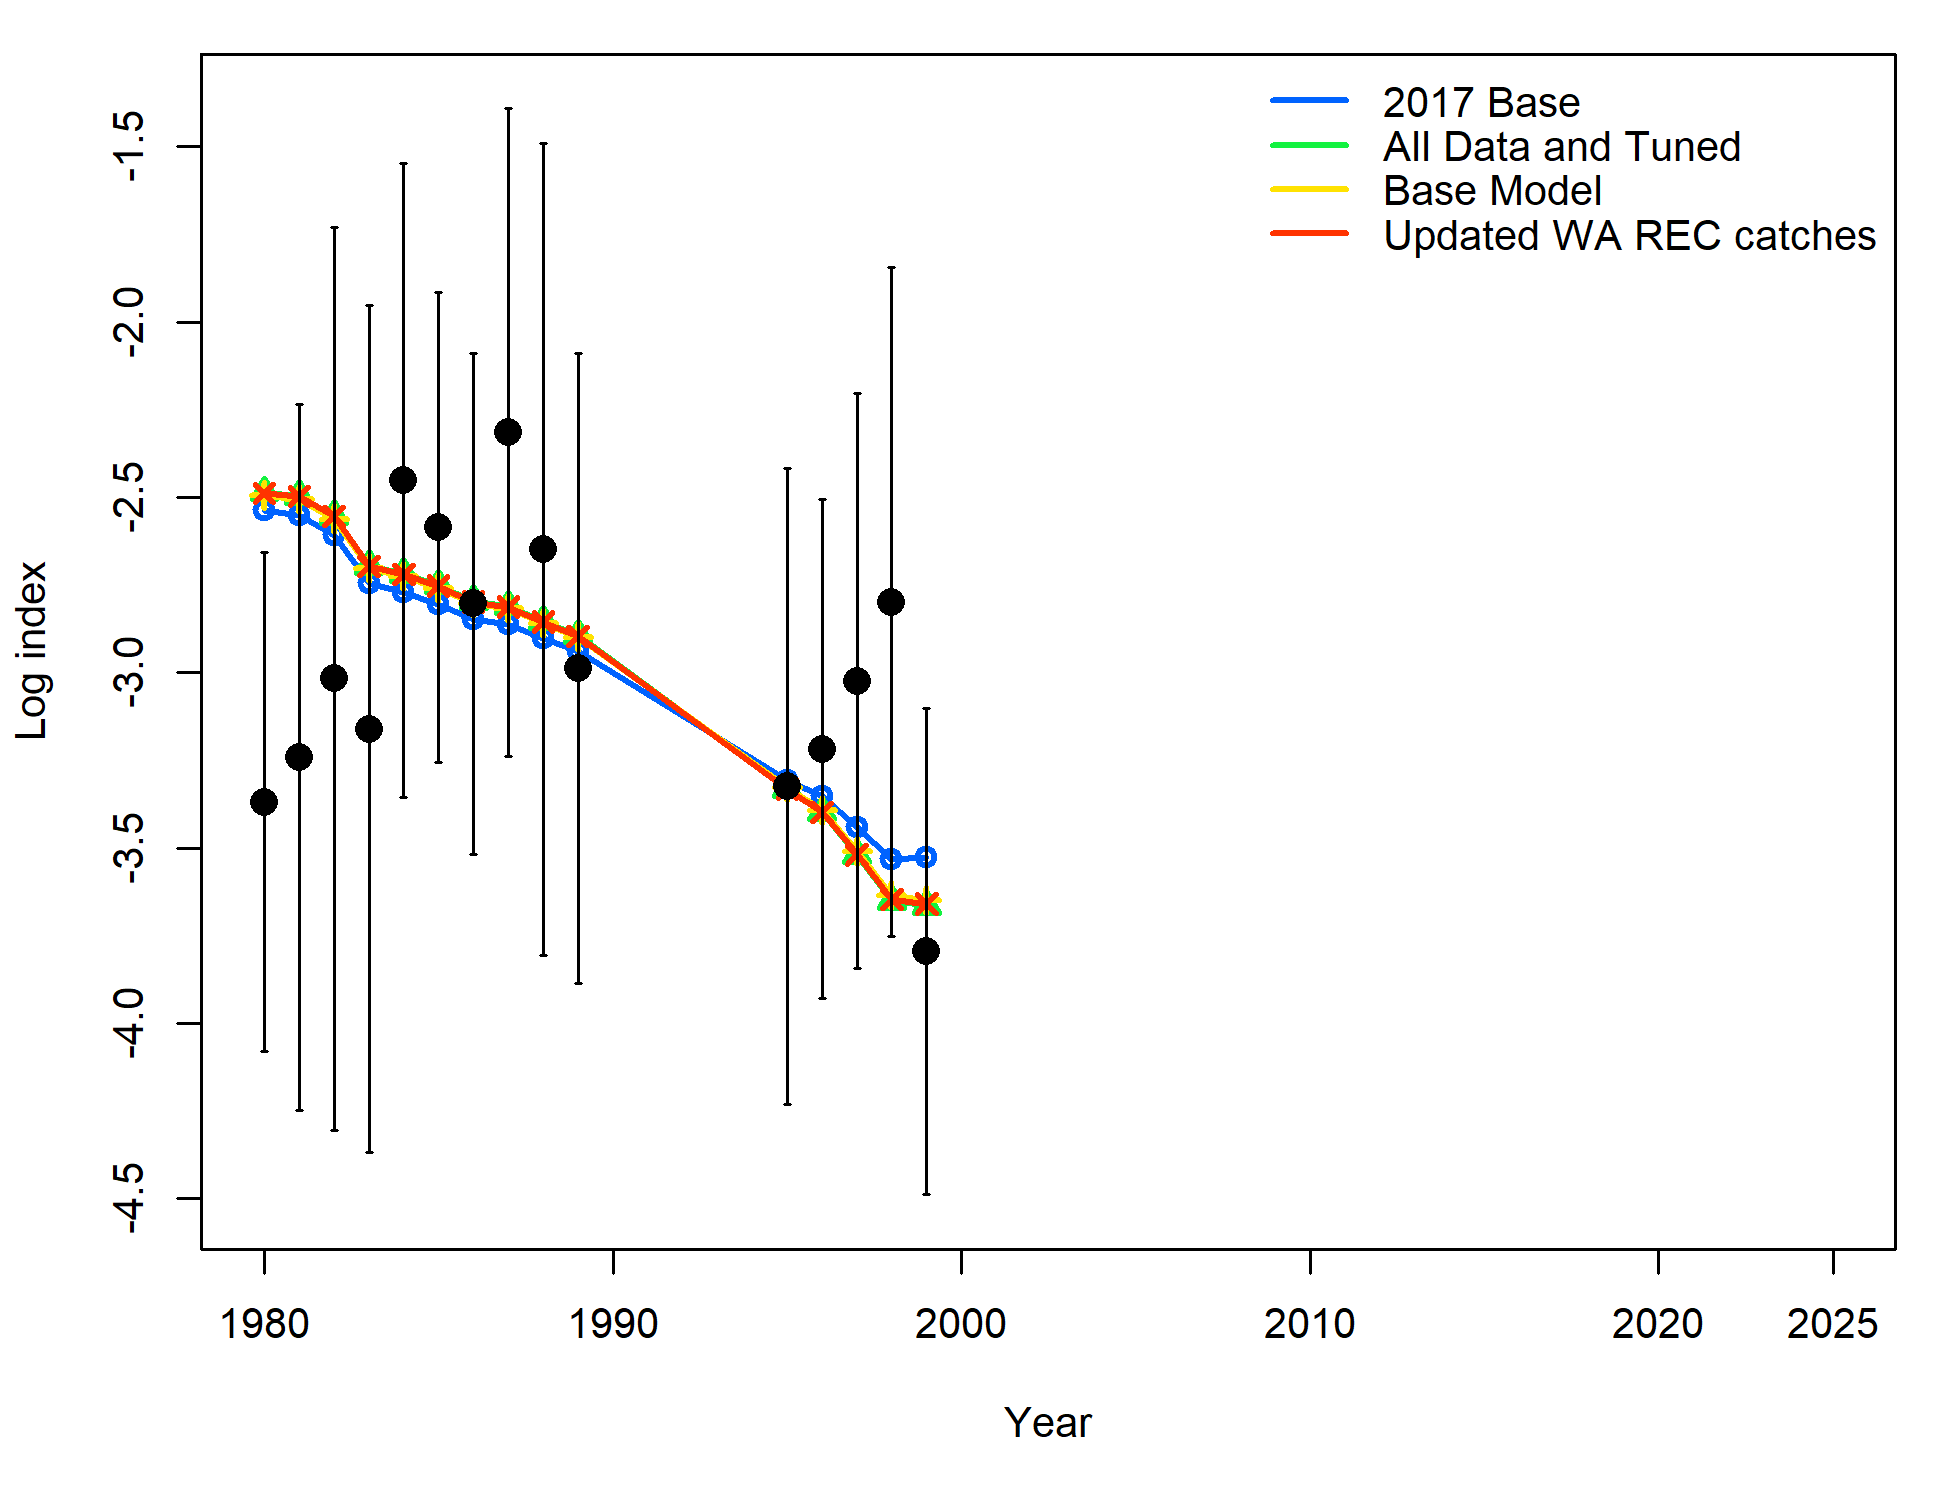 2017 Base
All Data and Tuned
Base Model
Updated WA REC catches
Log index
-1.5
-2.0
-2.5
-3.0
-3.5
-4.0
-4.5
1980 1990 2000 2010 2020 2025
Year